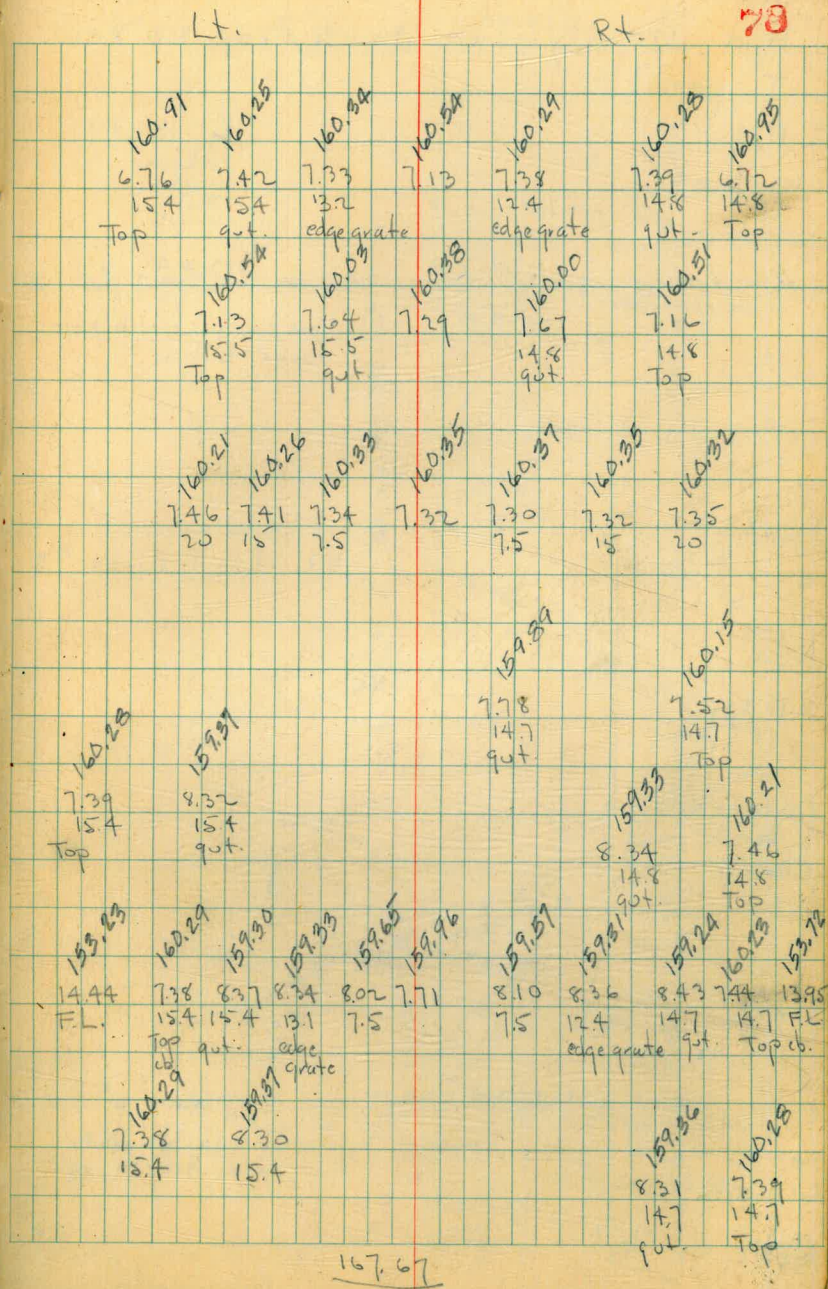 Lt. Rt. 78
160.91 160.25 160.34 160.54 160.29 160.28 160.95
6.76 7.42 7.33 7.13 7.38 7.39 6.72
15.4 15.4 13.2 12.4 14.8 14.8
Top gut. edge grate edge grate gut. Top
160.54 160.03 160.38 160.00 160.51
7.13 7.64 7.29 7.67 7.16
15.5 15.5 14.8 14.8
Top gut gut. Top
160.21 160.26 160.33 160.35 160.37 160.35 160.32
7.46 7.41 7.34 7.32 7.30 7.32 7.35
20 15 7.5 7.5 15 20
159.89 160.15
7.78 7.52
14.7 14.7
gut. Top
160.28
7.39 8.32
15.4 15.4
Top gut.
159.33 160.21
8.34 7.46
14.8 14.8
gut. Top
153.23 160.29 159.30 159.33 159.65 159.96 159.57 159.31 159.24 160.23 153.72
14.44 7.38 8.37 8.34 8.02 7.71 8.10 8.36 8.43 7.44 13.95
F.L. 15.4 15.4 13.1 7.5 7.5 12.4 14.7 14.7 F.L
Top cb. gut. edge grate edge grate gut. Top cb.
160.29 159.37
7.38 8.30
15.4 15.4
159.36 160.28
8.31 7.39
14.7 14.7
gut. Top
167.67